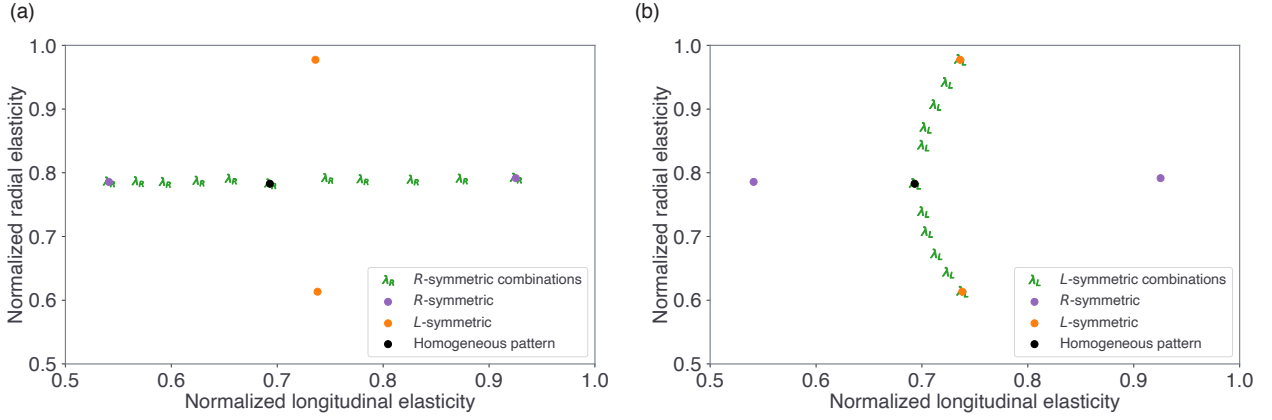 (a)
Normalized radial elasticity
1.0
0.9
0.8
0.7
0.6
0.5
λR λR λR λR λR λR λR λR λR λR λR
λR R-symmetric combinations
R-symmetric
L-symmetric
Homogeneous pattern
0.5 0.6 0.7 0.8 0.9 1.0
Normalized longitudinal elasticity
(b)
Normalized radial elasticity
1.0
0.9
0.8
0.7
0.6
0.5
λL
λL
λL
λL
λL
λL
λL
λL
λL
λL
λL
λL L-symmetric combinations
R-symmetric
L-symmetric
Homogeneous pattern
0.5 0.6 0.7 0.8 0.9 1.0
Normalized longitudinal elasticity